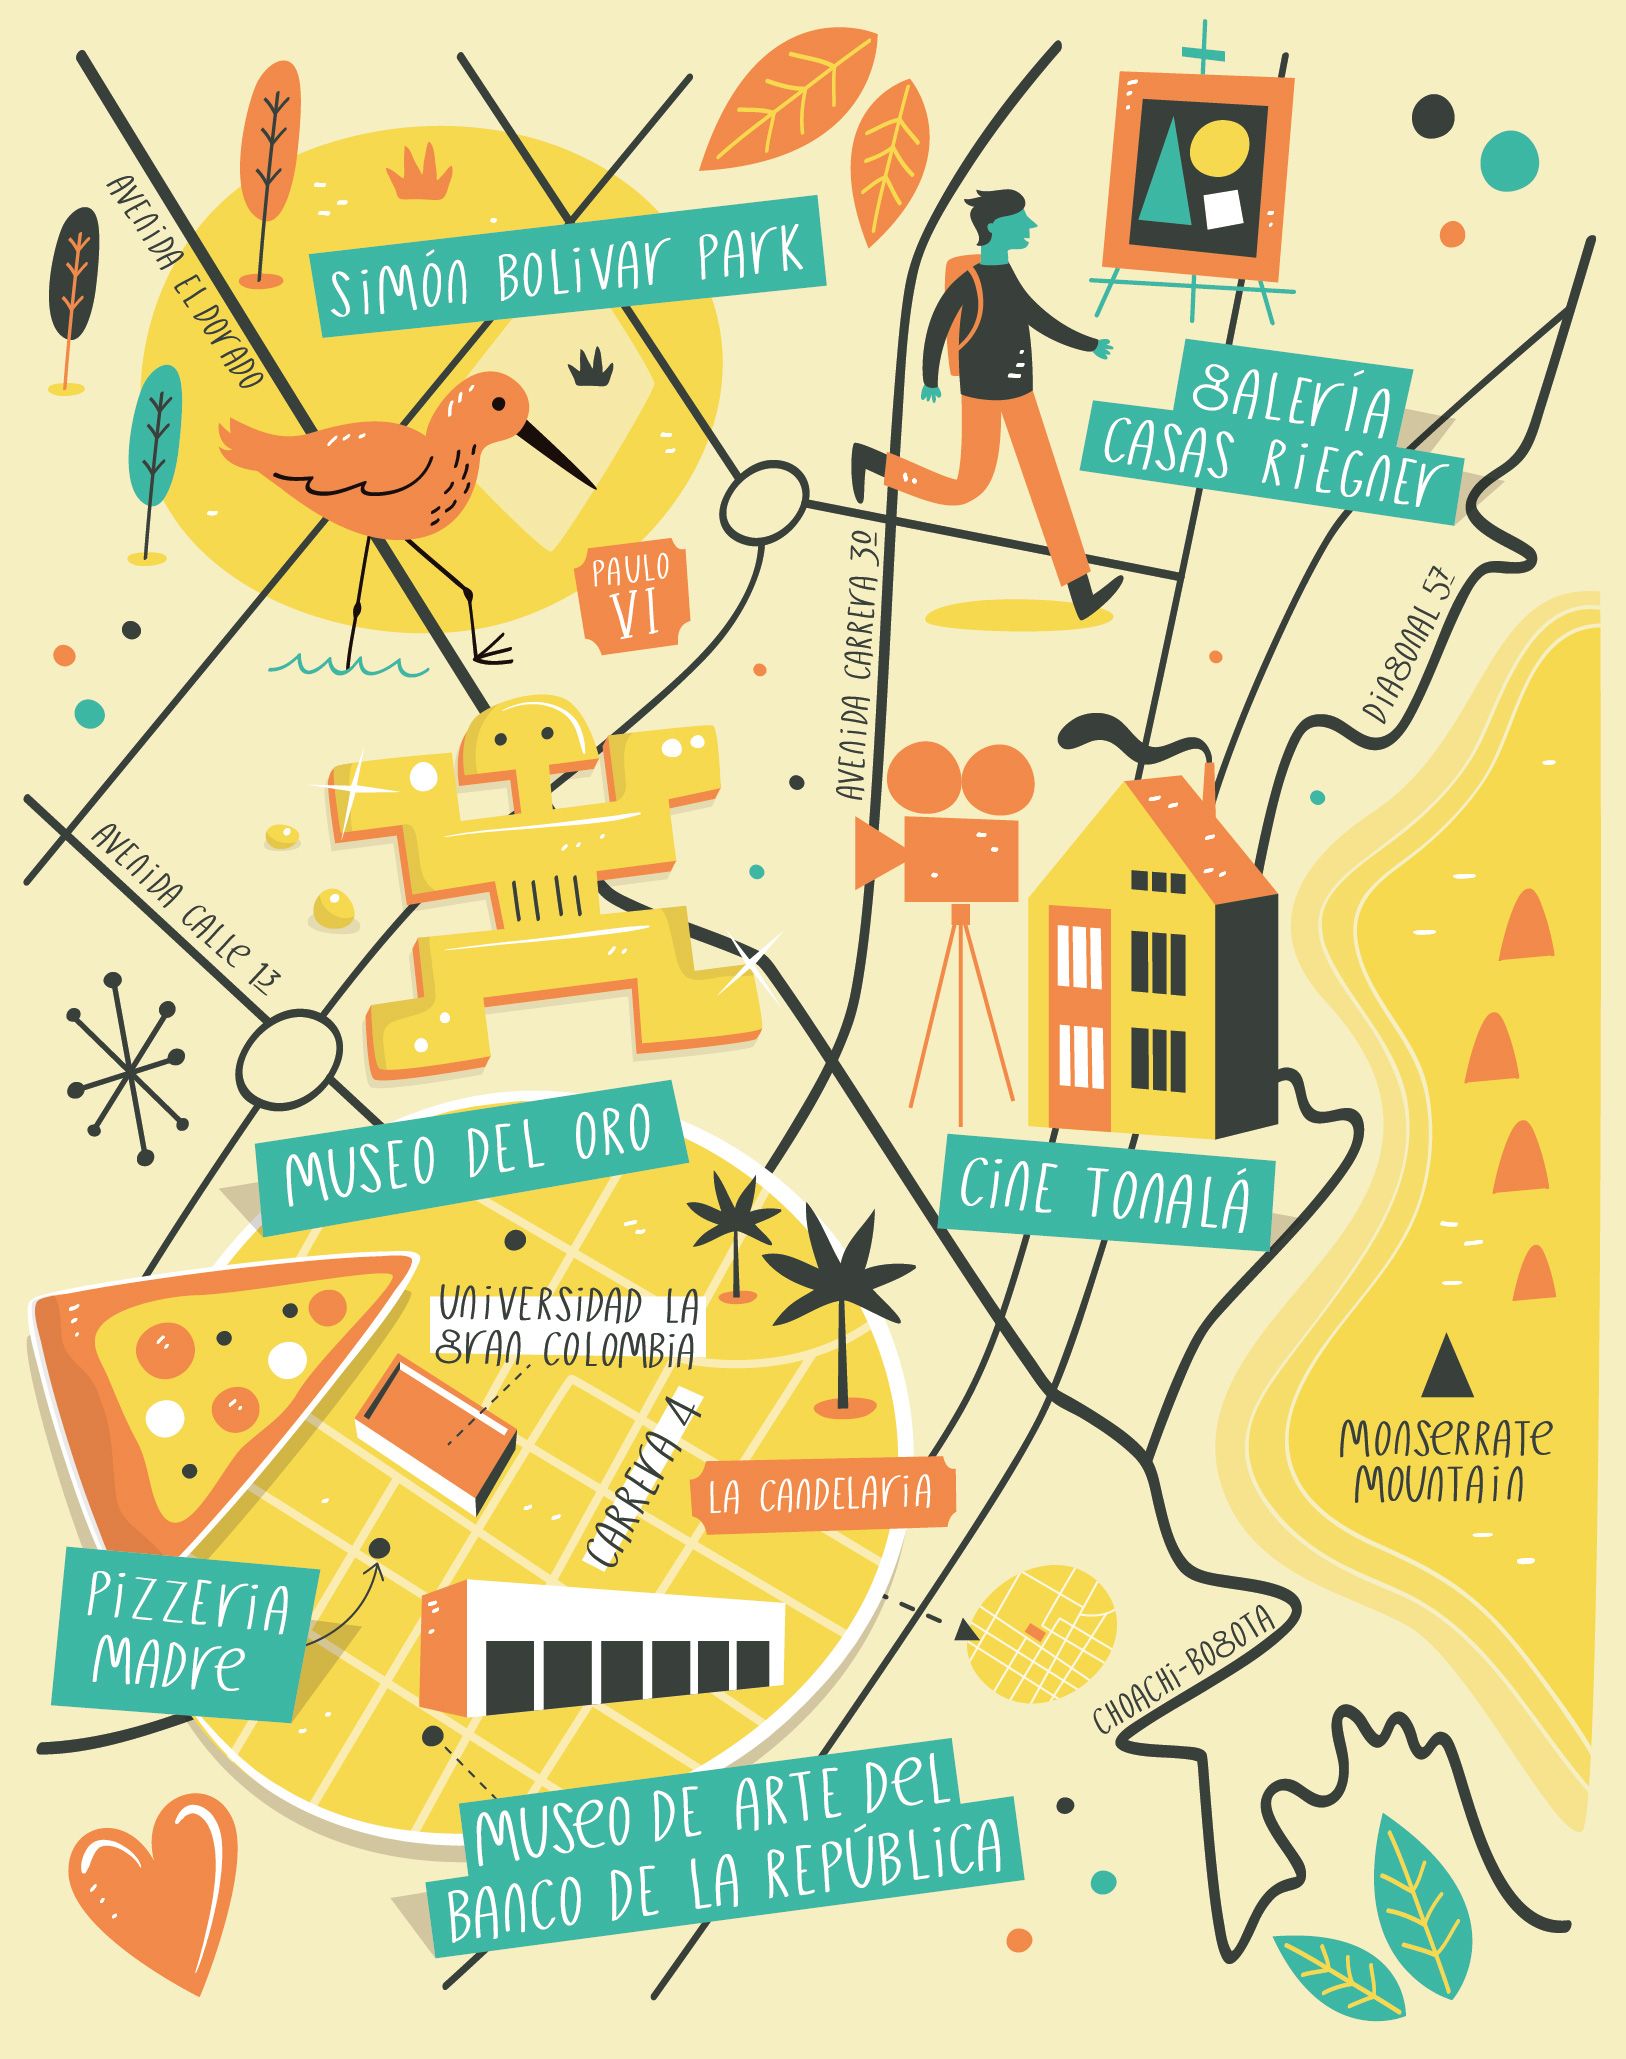 AVENIDA EL DORADO
SIMÓN BOLIVAR PARK
GALERÍA
CASAS RIEGNER
PAULO
VI
AVENIDA CARRERA 30
DIAGONAL 57
AVENIDA CALLE 13
MUSEO DEL ORO
CINE TONALÁ
UNIVERSIDAD LA
GRAN COLOMBIA
CARRERA 4
LA CANDELARIA
MONSERRATE
MOUNTAIN
PIZZERIA
MADRE
CHOACHI-BOGOTA
MUSEO DE ARTE DEL
BANCO DE LA REPÚBLICA